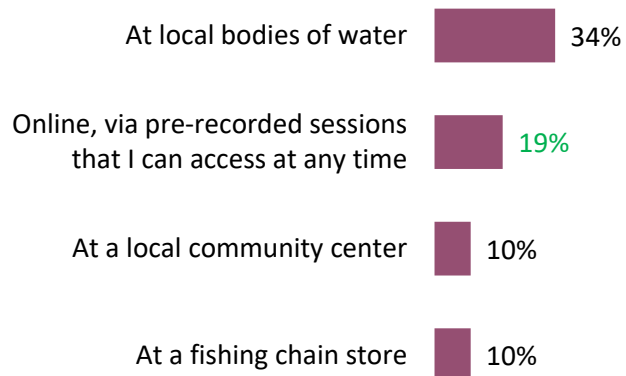 At local bodies of water 34%
Online, via pre-recorded sessions
that I can access at any time 19%
At a local community center 10%
At a fishing chain store 10%